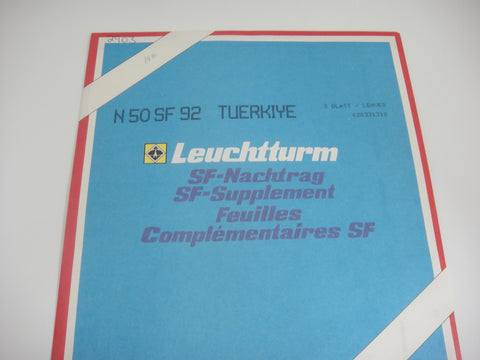 N 50 SF 92 TUERKIYE
3 BLATT / LEAVES
Leuchtturm
SF-Nachtrag
SF-Supplement
Feuilles
Complémentaires SF